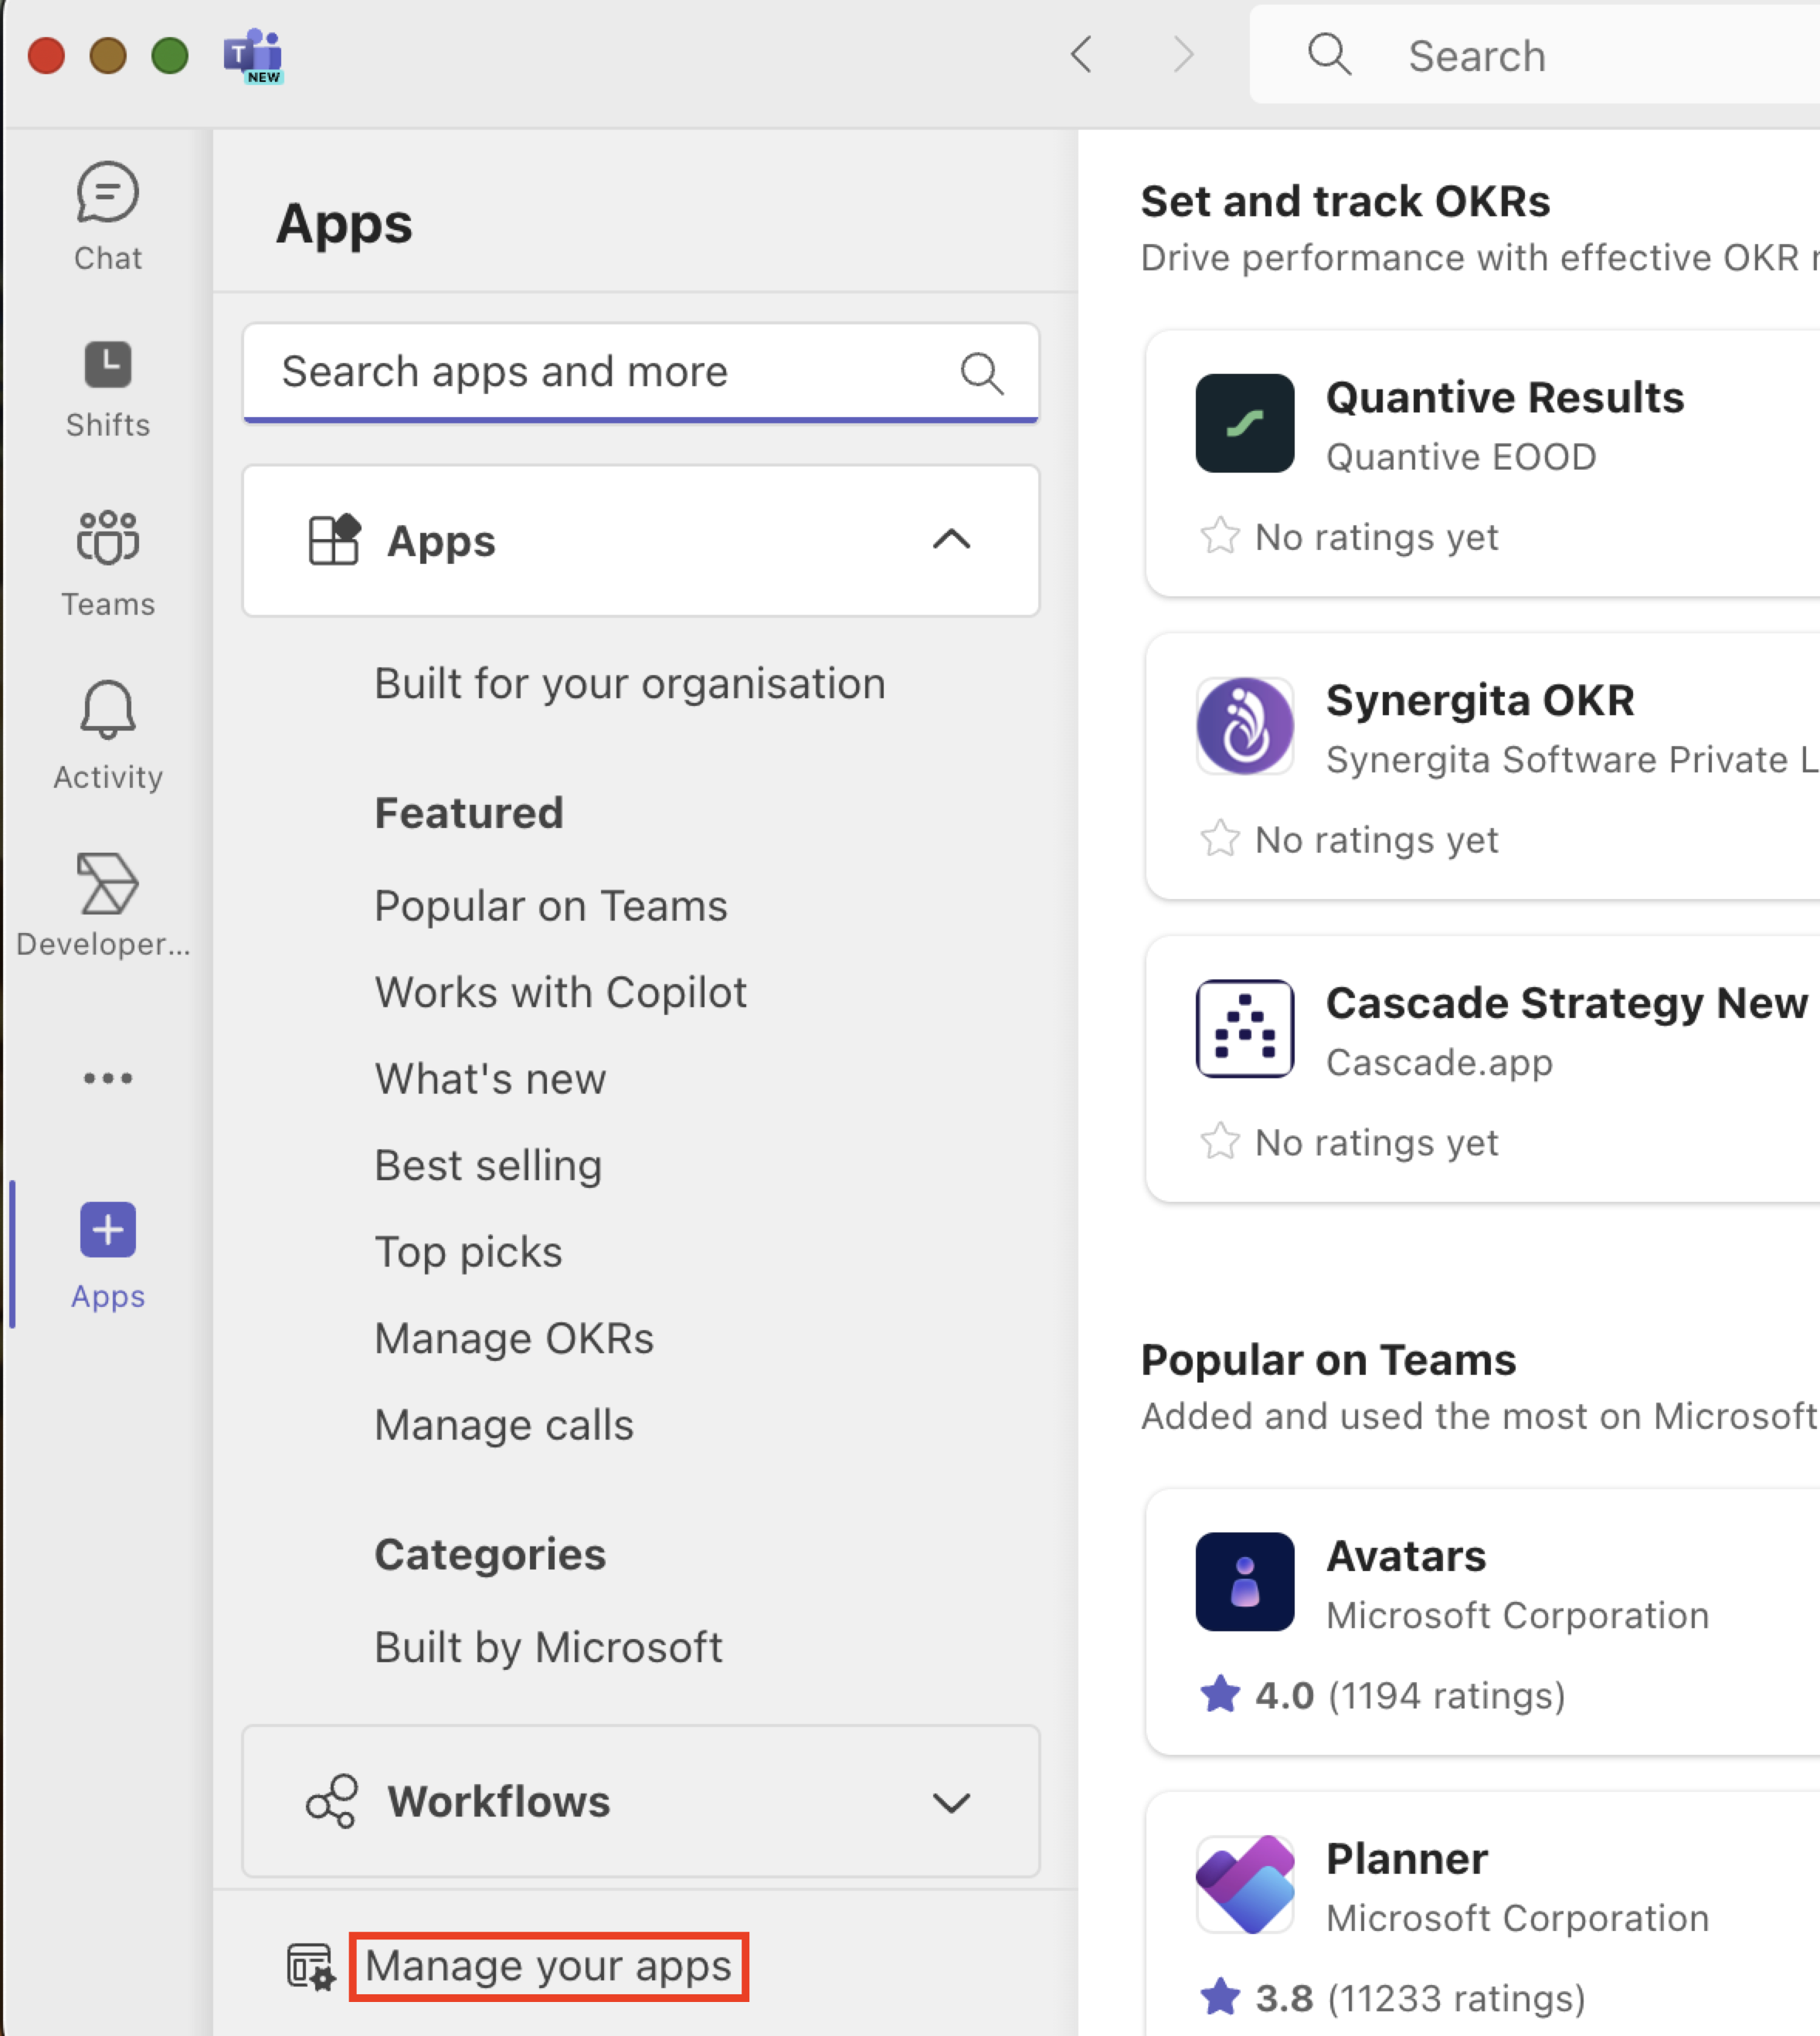 T
NEW
Search
Chat
Shifts
Teams
Activity
Developer...
Apps
Apps
Search apps and more
Apps
Built for your organisation
Featured
Popular on Teams
Works with Copilot
What's new
Best selling
Top picks
Manage OKRs
Manage calls
Categories
Built by Microsoft
Workflows
Manage your apps
Set and track OKRs
Drive performance with effective OKR
Quantive Results
Quantive EOOD
No ratings yet
Synergita OKR
Synergita Software Private L
No ratings yet
Cascade Strategy New
Cascade.app
No ratings yet
Popular on Teams
Added and used the most on Microsoft
Avatars
Microsoft Corporation
4.0 (1194 ratings)
Planner
Microsoft Corporation
3.8 (11233 ratings)